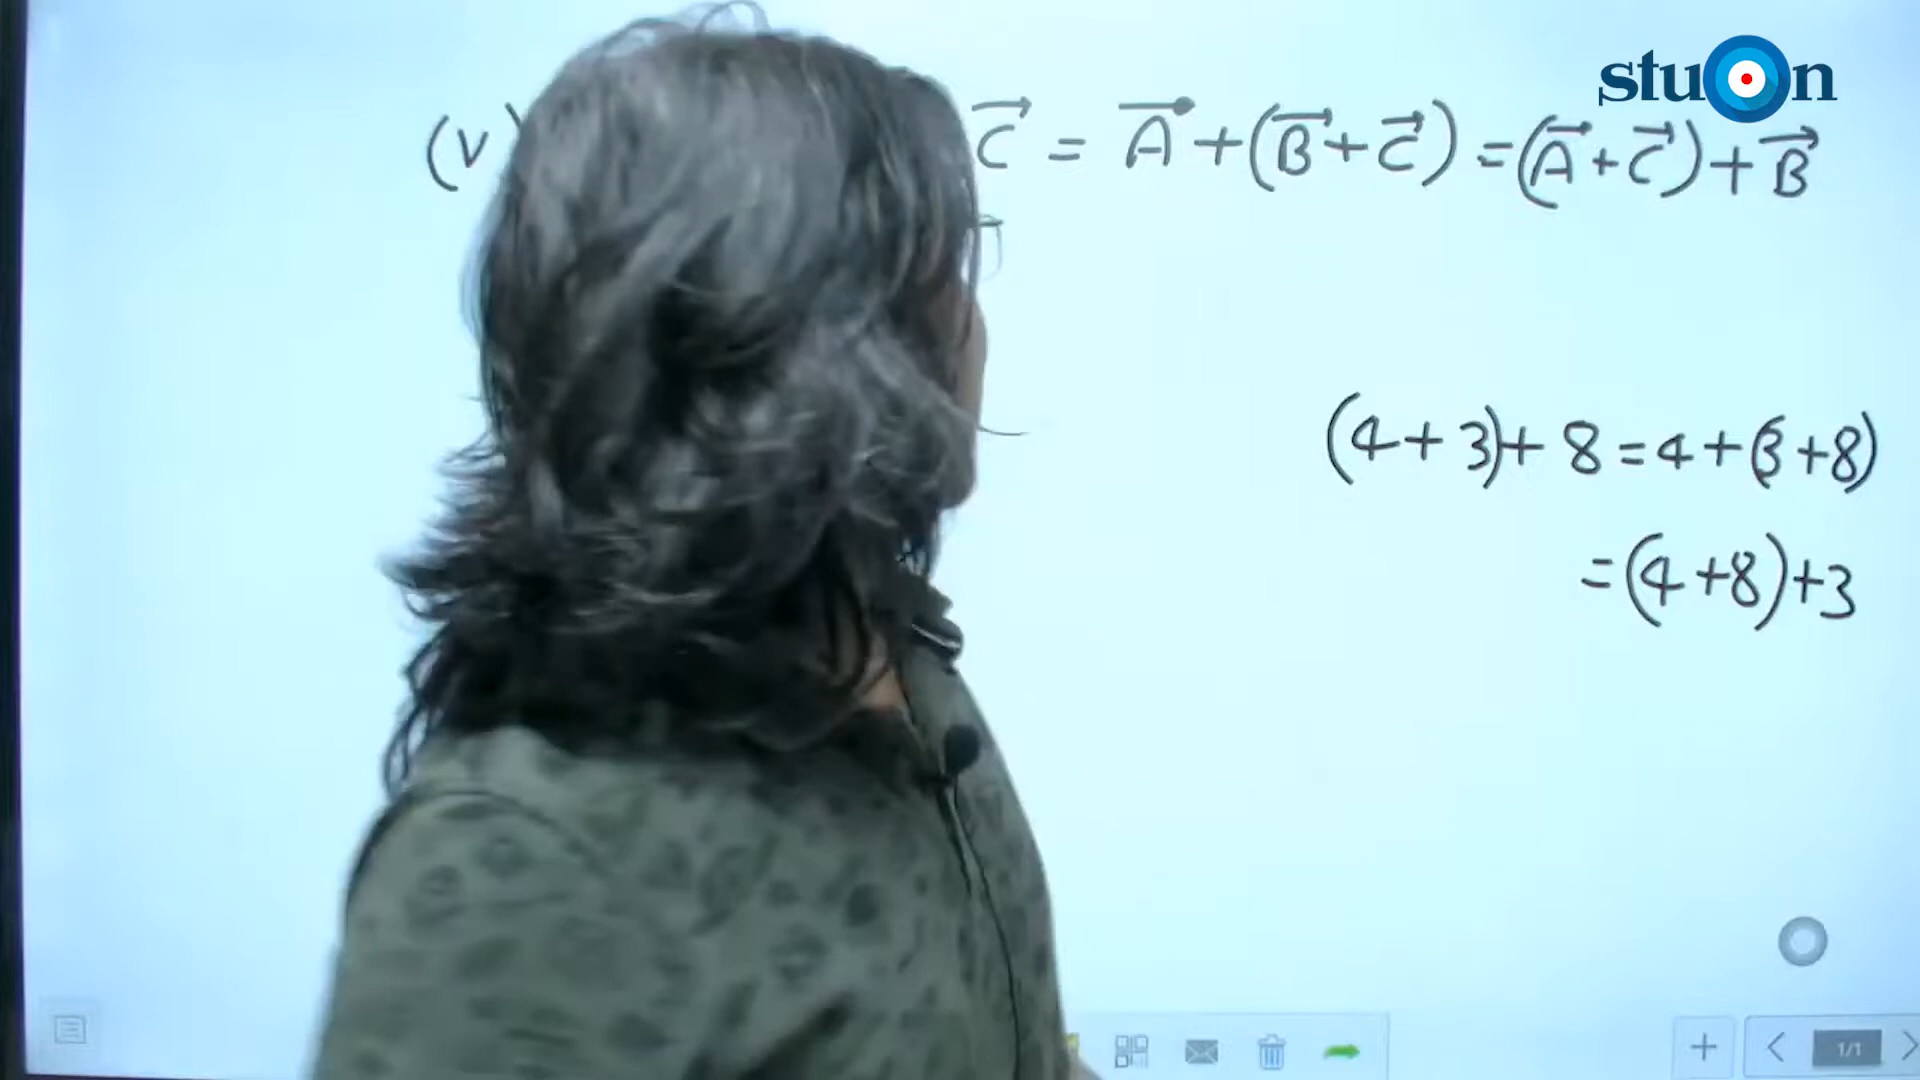 stuOn
(v) C⃗ = A⃗ + (B⃗ + C⃗) = (A⃗ + C⃗) + B⃗
(4 + 3) + 8 = 4 + (3 + 8)
= (4 + 8) + 3
1/1